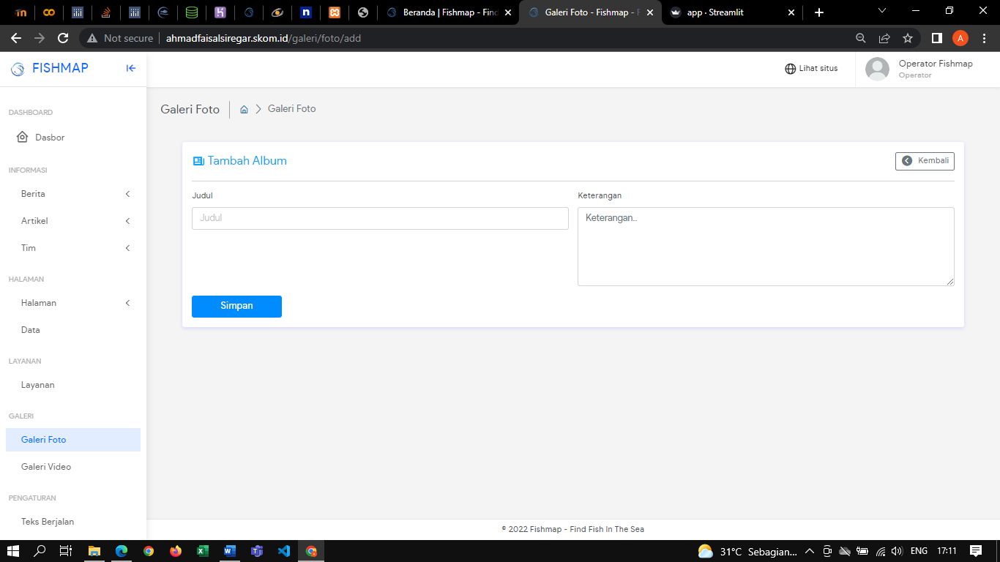 Beranda | Fishmap - Find
Galeri Foto - Fishmap - F
app · Streamlit
Not secure
ahmadfaisalsiregar.skom.id/galeri/foto/add
A
FISHMAP
Lihat situs
Operator Fishmap
Operator
Galeri Foto
Galeri Foto
DASHBOARD
Dasbor
INFORMASI
Berita
Artikel
Tim
HALAMAN
Halaman
Data
LAYANAN
Layanan
GALERI
Galeri Foto
Galeri Video
PENGATURAN
Teks Berjalan
Tambah Album
Kembali
Judul
Keterangan
Judul
Keterangan..
Simpan
© 2022 Fishmap - Find Fish In The Sea
31°C Sebagian...
ENG
17:11